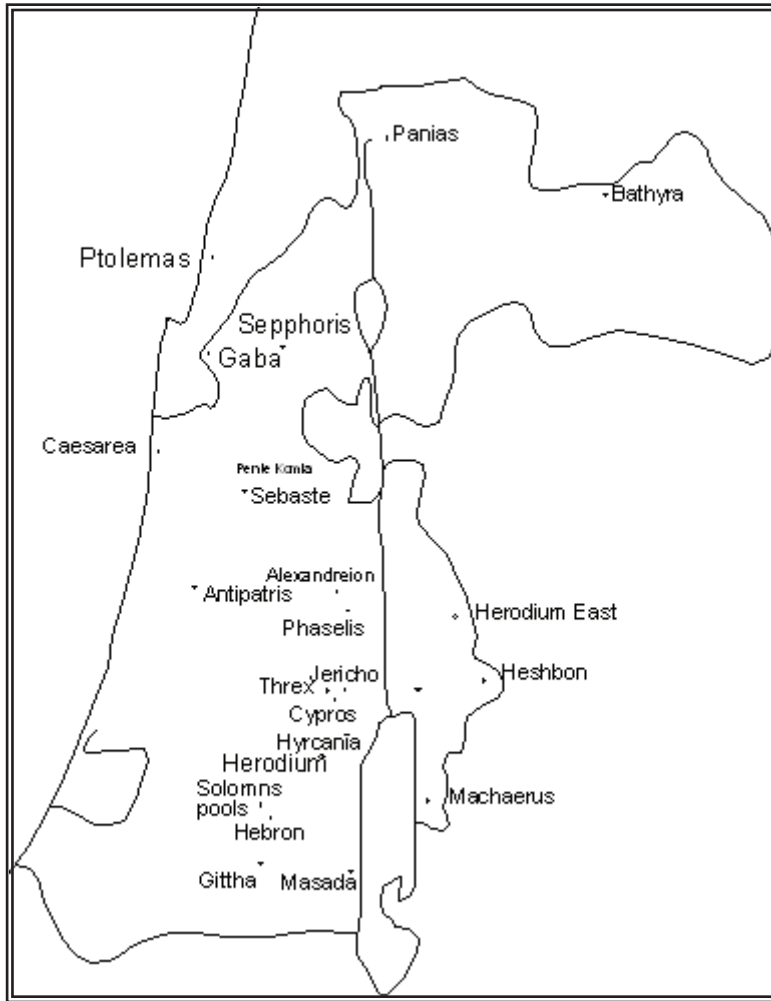 Panias
Bathyra
Ptolemas
Sepphoris
Gaba
Caesarea
Sebaste
Alexandreion
Antipatris
Phaselis
Herodium East
Jericho
Heshbon
Threx
Cypros
Hyrcania
Herodium
Solomns
pools
Machaerus
Hebron
Gittha
Masada